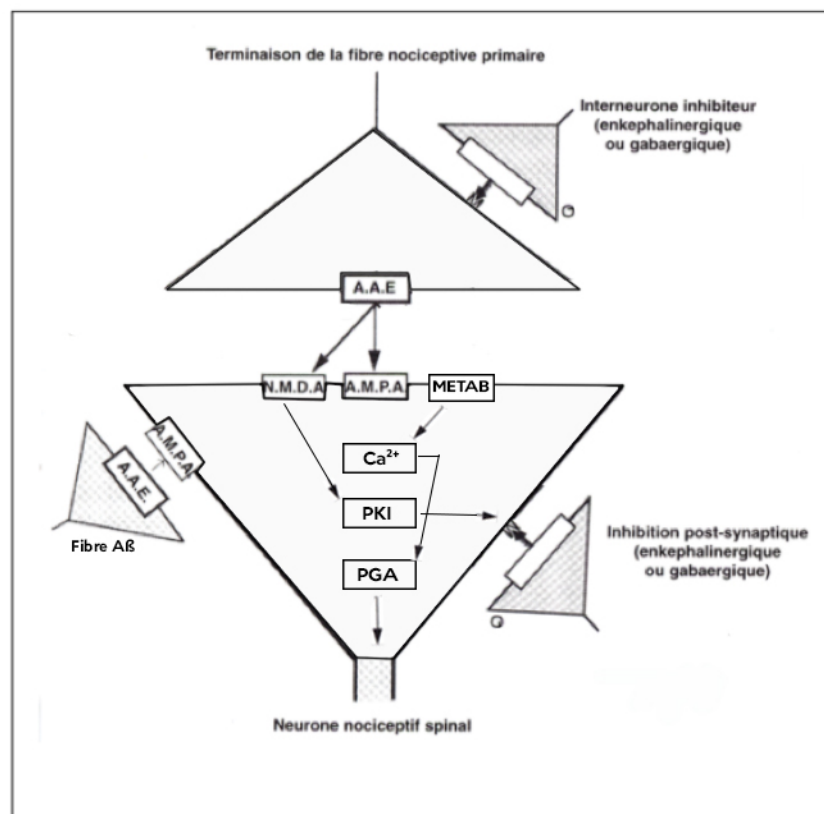 Terminaison de la fibre nociceptive primaire
Interneurone inhibiteur
(enkephalinergique
ou gabaergique)
A.A.E
N.M.D.A
A.M.P.A.
METAB
A.M.P.A
A.A.E.
Fibre Aß
Ca²⁺
PKI
PGA
Inhibition post-synaptique
(enkephalinergique
ou gabaergique)
Neurone nociceptif spinal